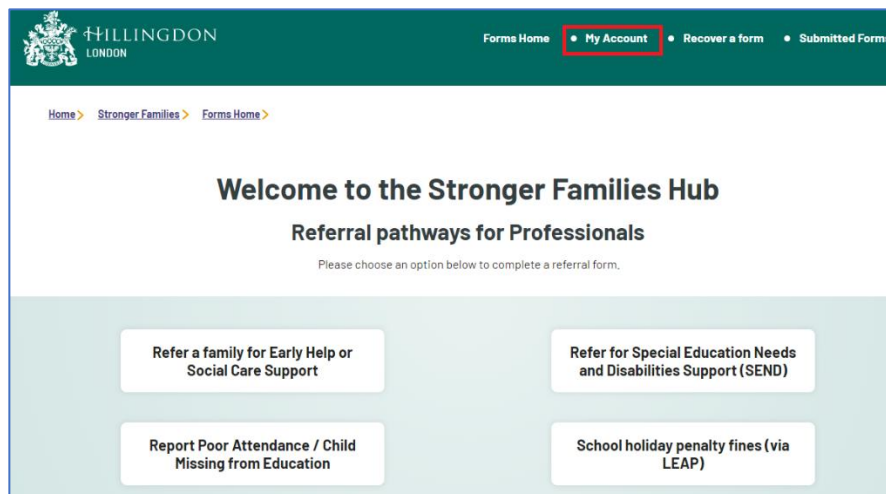 HILLINGDON
LONDON
Forms Home • My Account • Recover a form • Submitted Forms
Home > Stronger Families > Forms Home >
Welcome to the Stronger Families Hub
Referral pathways for Professionals
Please choose an option below to complete a referral form.
Refer a family for Early Help or
Social Care Support
Refer for Special Education Needs
and Disabilities Support (SEND)
Report Poor Attendance / Child
Missing from Education
School holiday penalty fines (via
LEAP)